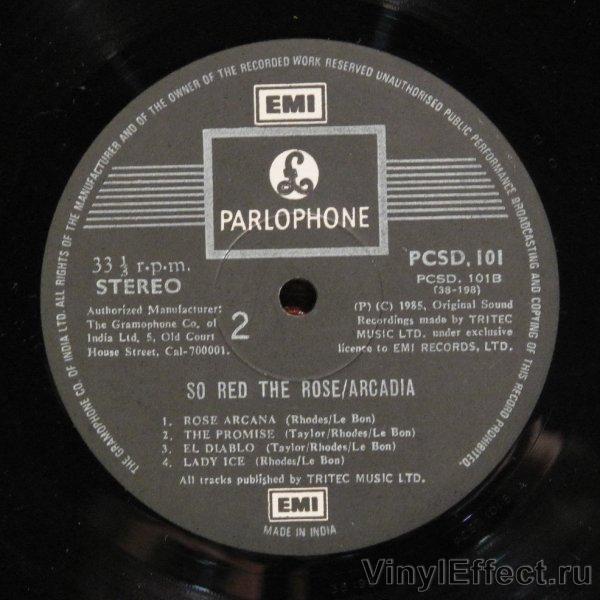 THE GRAMOPHONE CO. OF INDIA LTD. ALL RIGHTS OF THE MANUFACTURER AND OF THE OWNER OF THE RECORDED WORK RESERVED UNAUTHORISED PUBLIC PERFORMANCE BROADCASTING AND COPYING OF THIS RECORD PROHIBITED.
EMI
£
PARLOPHONE
33 1/3 r.p.m.
STEREO
PCSD. 101
PCSD. 101B
(38-198)
Authorized Manufacturer:
The Gramophone Co. of
India Ltd. 5, Old Court
House Street, Cal-700001.
2
(P) (C) 1985, Original Sound
Recordings made by TRITEC
MUSIC LTD. under exclusive
licence to EMI RECORDS, LTD.
SO RED THE ROSE/ARCADIA
1. ROSE ARCANA (Rhodes/Le Bon)
2. THE PROMISE (Taylor/Rhodes/Le Bon)
3. EL DIABLO (Taylor/Rhodes/Le Bon)
4. LADY ICE (Rhodes/Le Bon)
All tracks published by TRITEC MUSIC LTD.
EMI
MADE IN INDIA
VinylEffect.ru